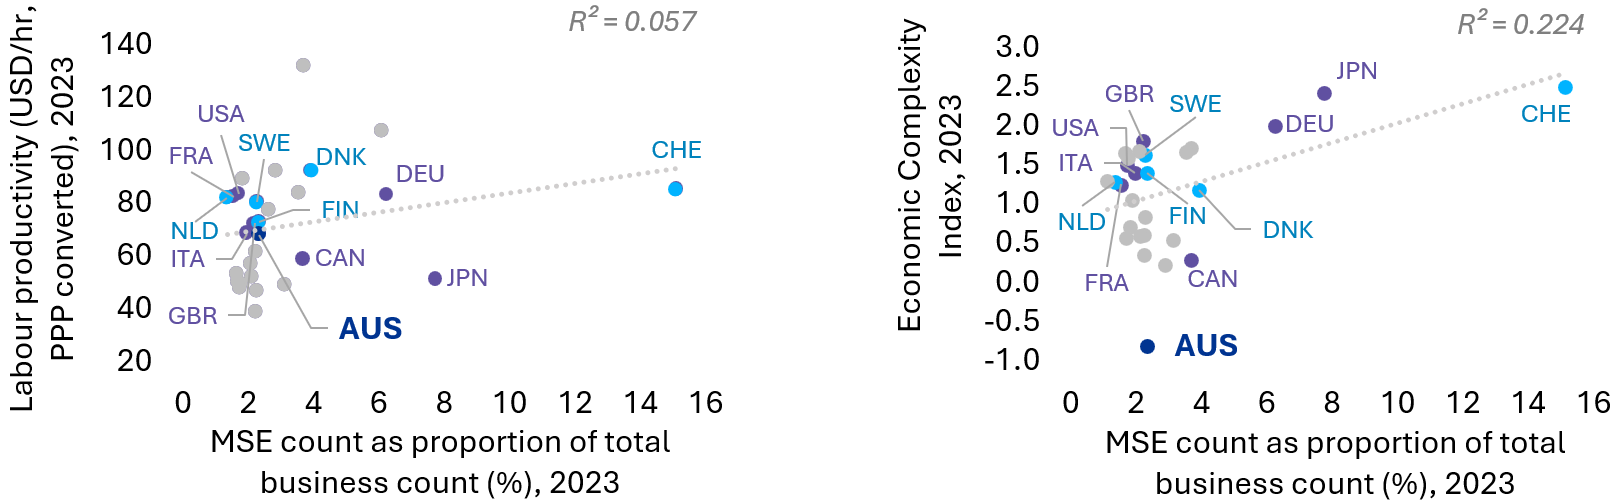 Labour productivity (USD/hr,
PPP converted), 2023
R² = 0.057
140
120
100
80
60
40
20
USA
SWE
FRA
DNK
DEU
CHE
FIN
NLD
ITA
CAN
JPN
GBR
AUS
0 2 4 6 8 10 12 14 16
MSE count as proportion of total
business count (%), 2023
Economic Complexity
Index, 2023
R² = 0.224
3.0
2.5
2.0
1.5
1.0
0.5
0.0
-0.5
-1.0
JPN
GBR
SWE
CHE
USA
DEU
ITA
NLD
FIN
DNK
FRA
CAN
AUS
0 2 4 6 8 10 12 14 16
MSE count as proportion of total
business count (%), 2023